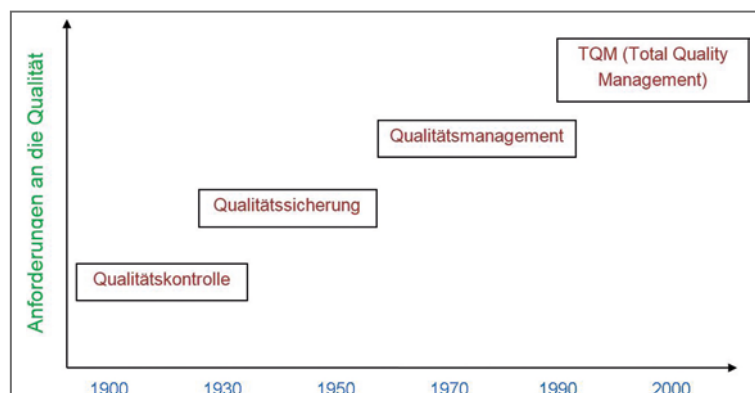 TQM (Total Quality
Management)
Qualitätsmanagement
Qualitätssicherung
Qualitätskontrolle
Anforderungen an die Qualität
1900 1930 1950 1970 1990 2000